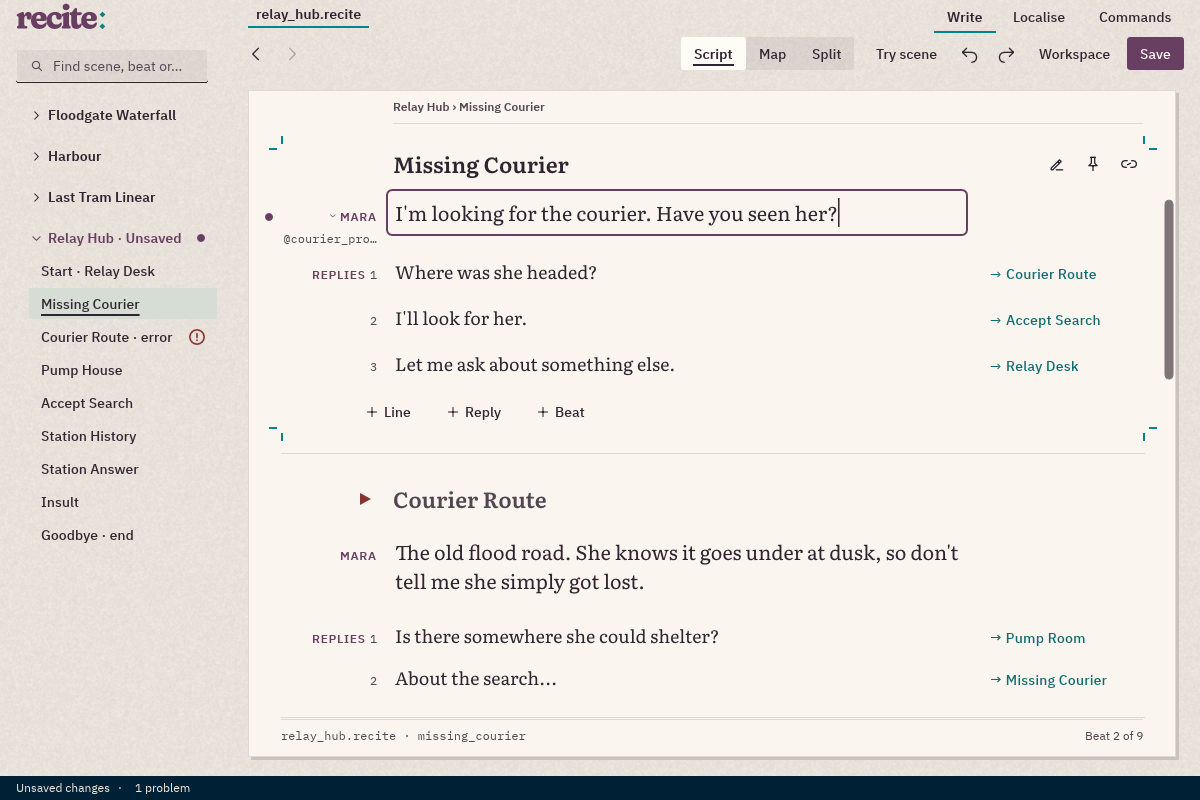 recite:
relay_hub.recite
Write Localise Commands
Find scene, beat or...
Script Map Split Try scene Workspace Save
Floodgate Waterfall
Harbour
Last Tram Linear
Relay Hub · Unsaved
Start · Relay Desk
Missing Courier
Courier Route · error
Pump House
Accept Search
Station History
Station Answer
Insult
Goodbye · end
Relay Hub › Missing Courier
Missing Courier
MARA I'm looking for the courier. Have you seen her?
@courier_pro…
REPLIES 1 Where was she headed? → Courier Route
2 I'll look for her. → Accept Search
3 Let me ask about something else. → Relay Desk
+ Line + Reply + Beat
Courier Route
MARA The old flood road. She knows it goes under at dusk, so don't
tell me she simply got lost.
REPLIES 1 Is there somewhere she could shelter? → Pump Room
2 About the search… → Missing Courier
relay_hub.recite · missing_courier Beat 2 of 9
Unsaved changes · 1 problem